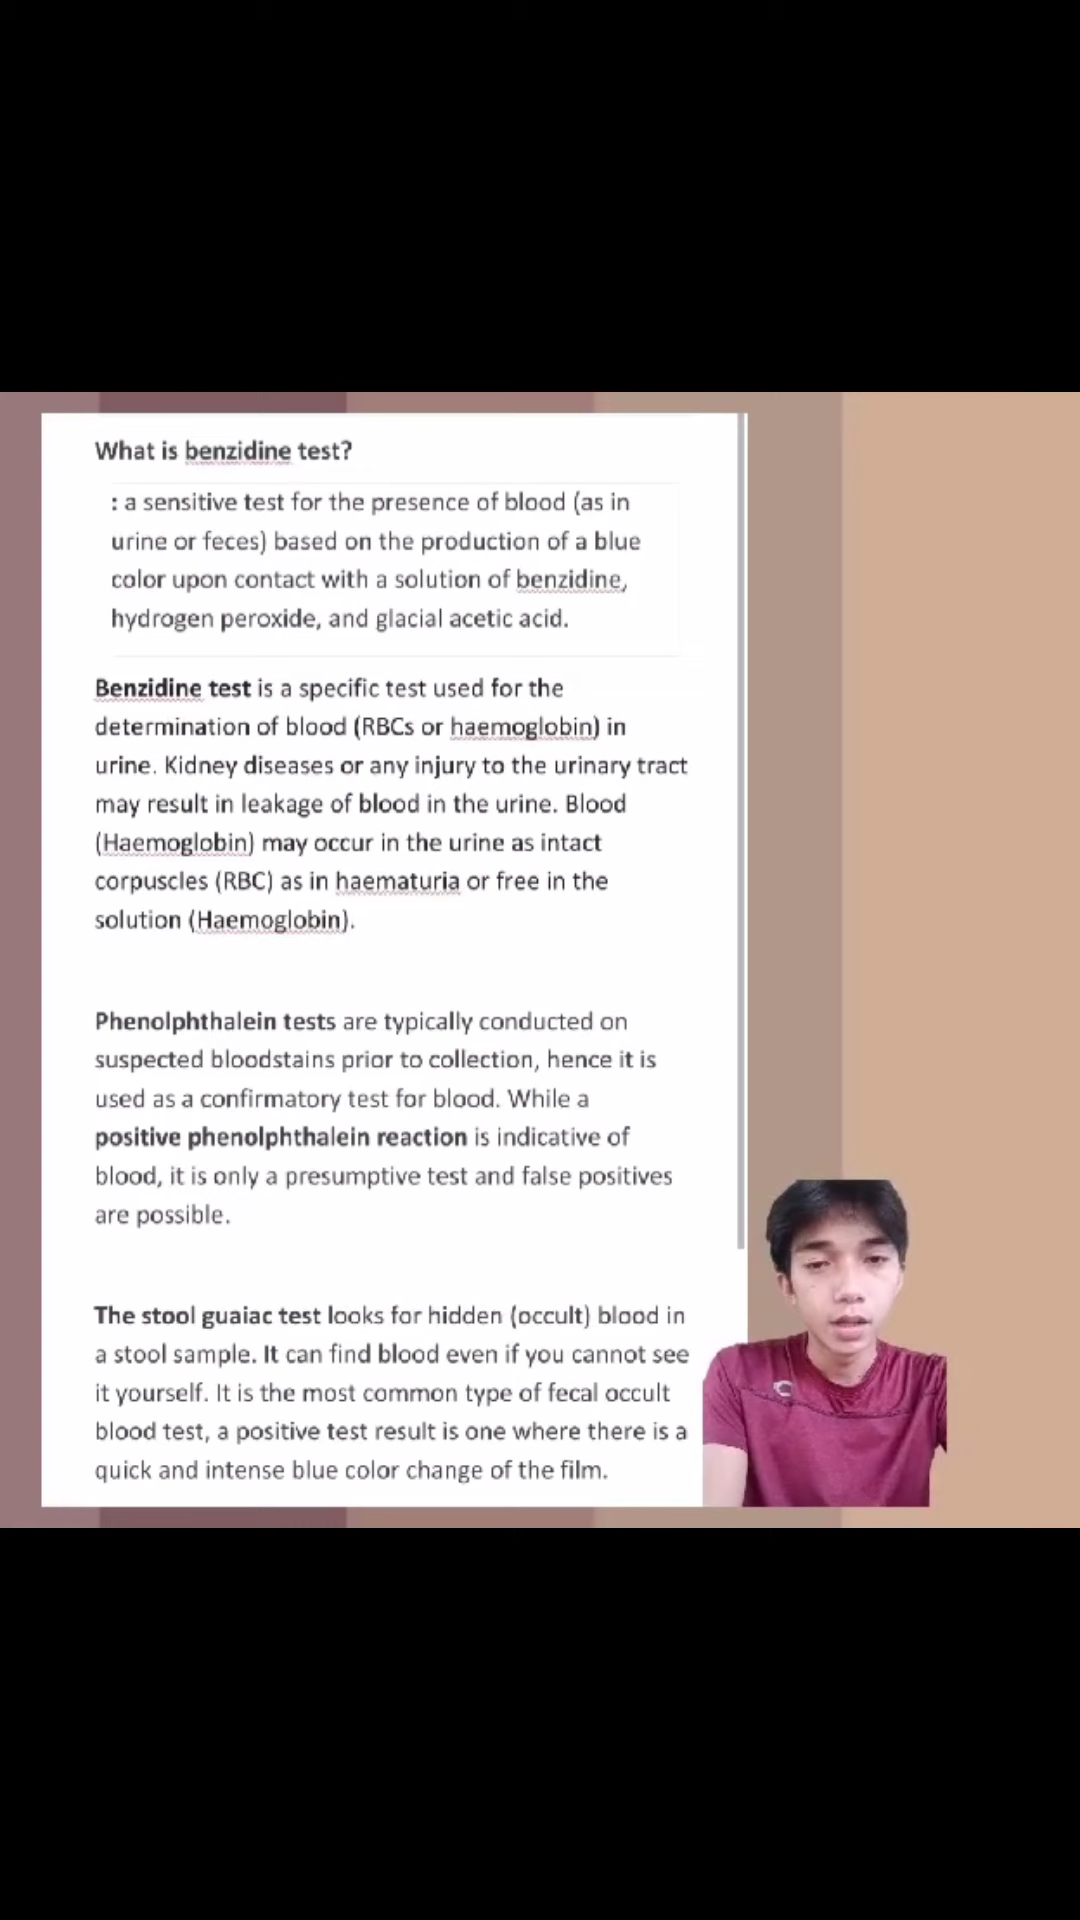 What is benzidine test?
: a sensitive test for the presence of blood (as in
urine or feces) based on the production of a blue
color upon contact with a solution of benzidine,
hydrogen peroxide, and glacial acetic acid.
Benzidine test is a specific test used for the
determination of blood (RBCs or haemoglobin) in
urine. Kidney diseases or any injury to the urinary tract
may result in leakage of blood in the urine. Blood
(Haemoglobin) may occur in the urine as intact
corpuscles (RBC) as in haematuria or free in the
solution (Haemoglobin).
Phenolphthalein tests are typically conducted on
suspected bloodstains prior to collection, hence it is
used as a confirmatory test for blood. While a
positive phenolphthalein reaction is indicative of
blood, it is only a presumptive test and false positives
are possible.
The stool guaiac test looks for hidden (occult) blood in
a stool sample. It can find blood even if you cannot see
it yourself. It is the most common type of fecal occult
blood test, a positive test result is one where there is a
quick and intense blue color change of the film.